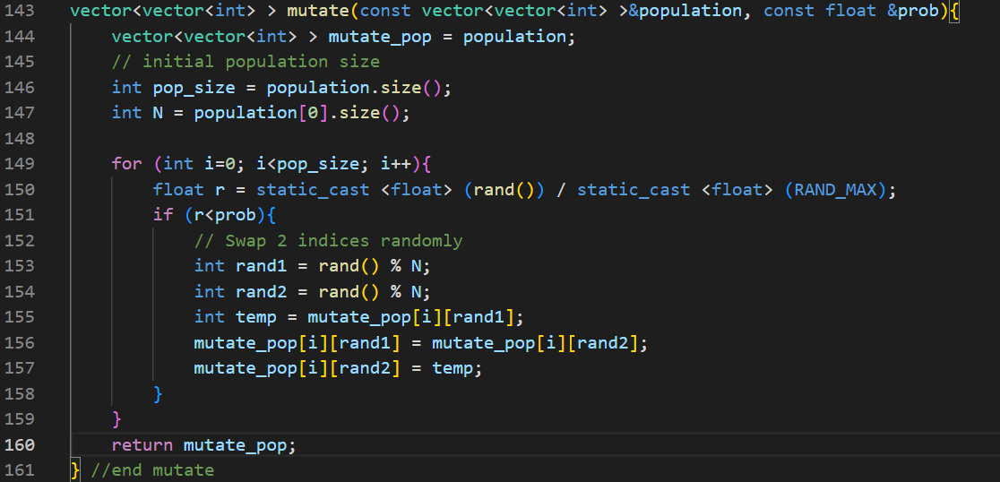 143 vector<vector<int> > mutate(const vector<vector<int> >&population, const float &prob){
144     vector<vector<int> > mutate_pop = population;
145     // initial population size
146     int pop_size = population.size();
147     int N = population[0].size();
148
149     for (int i=0; i<pop_size; i++){
150         float r = static_cast <float> (rand()) / static_cast <float> (RAND_MAX);
151         if (r<prob){
152             // Swap 2 indices randomly
153             int rand1 = rand() % N;
154             int rand2 = rand() % N;
155             int temp = mutate_pop[i][rand1];
156             mutate_pop[i][rand1] = mutate_pop[i][rand2];
157             mutate_pop[i][rand2] = temp;
158         }
159     }
160     return mutate_pop;
161 } //end mutate